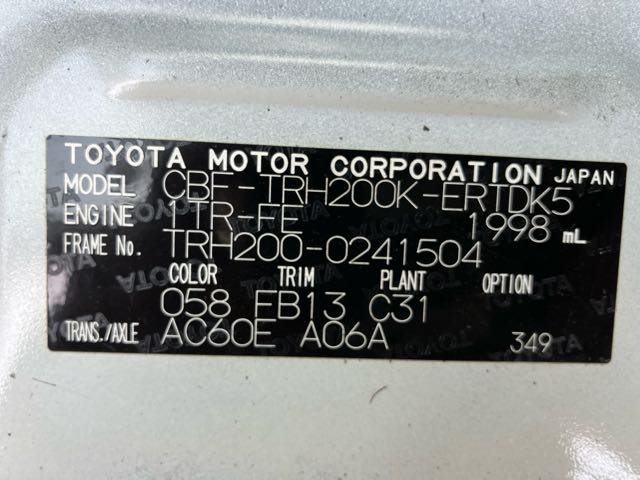 TOYOTA MOTOR CORPORATION JAPAN
MODEL CBF-TRH200K-ERTDK5
ENGINE 1TR-FE 1998 mL
FRAME No. TRH200-0241504
COLOR TRIM PLANT OPTION
058 FB13 C31
TRANS./AXLE AC60E A06A 349